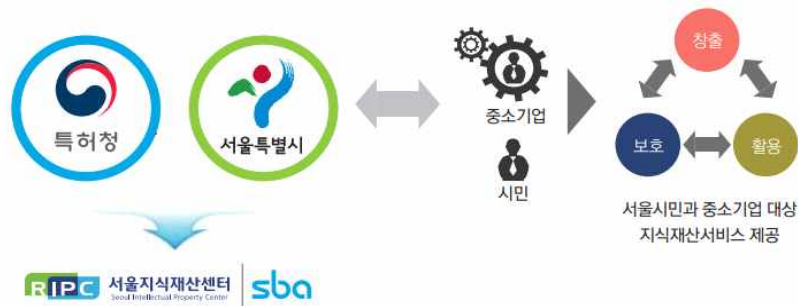 특허청
서울특별시
중소기업
시민
창출
보호
활용
서울시민과 중소기업 대상
지식재산서비스 제공
RIPC 서울지식재산센터 sba
Seoul Intellectual Property Center